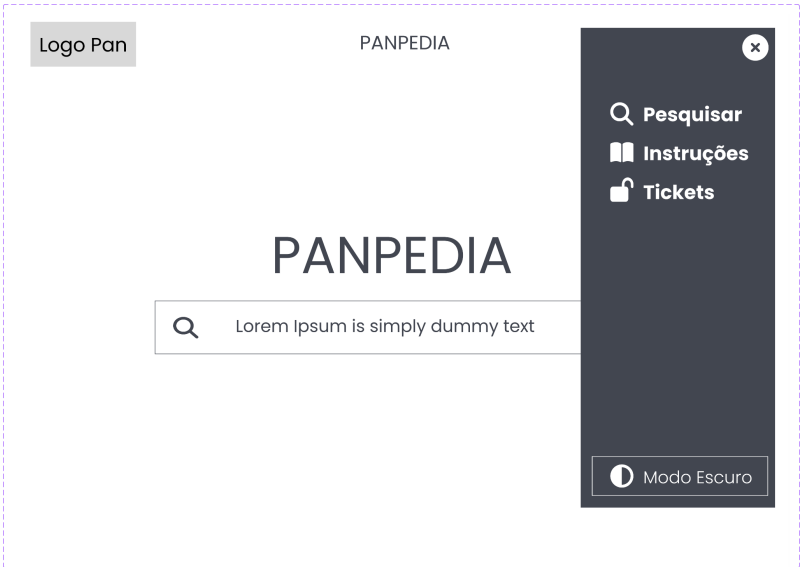 Logo Pan
PANPEDIA
Pesquisar
Instruções
Tickets
PANPEDIA
Lorem Ipsum is simply dummy text
Modo Escuro